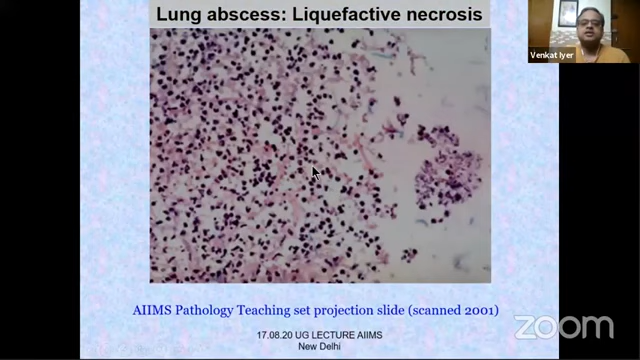 Lung abscess: Liquefactive necrosis
Venkat Iyer
AIIMS Pathology Teaching set projection slide (scanned 2001)
17.08.20 UG LECTURE AIIMS
New Delhi
zoom